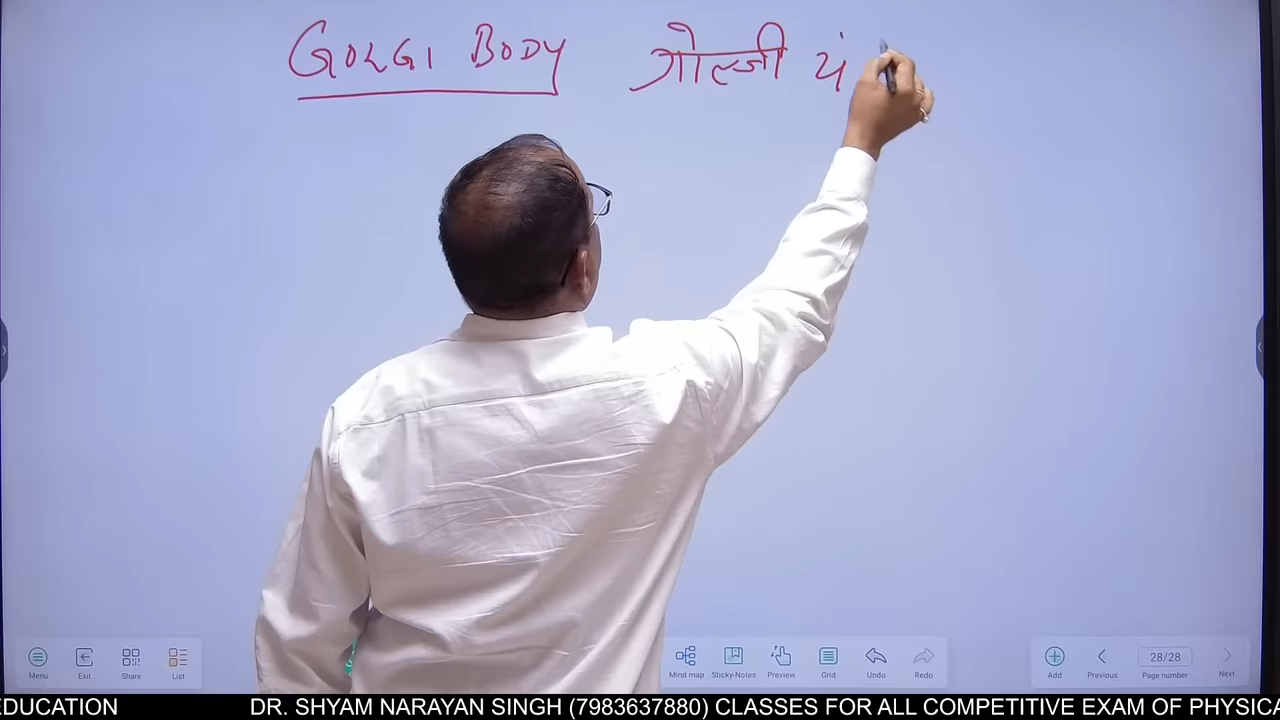 GOLGI BODY गोल्जी यं
Menu Exit Share List Mind map Sticky-Notes Preview Grid Undo Redo Add Previous 28/28 Page number Next
EDUCATION DR. SHYAM NARAYAN SINGH (7983637880) CLASSES FOR ALL COMPETITIVE EXAM OF PHYSICA